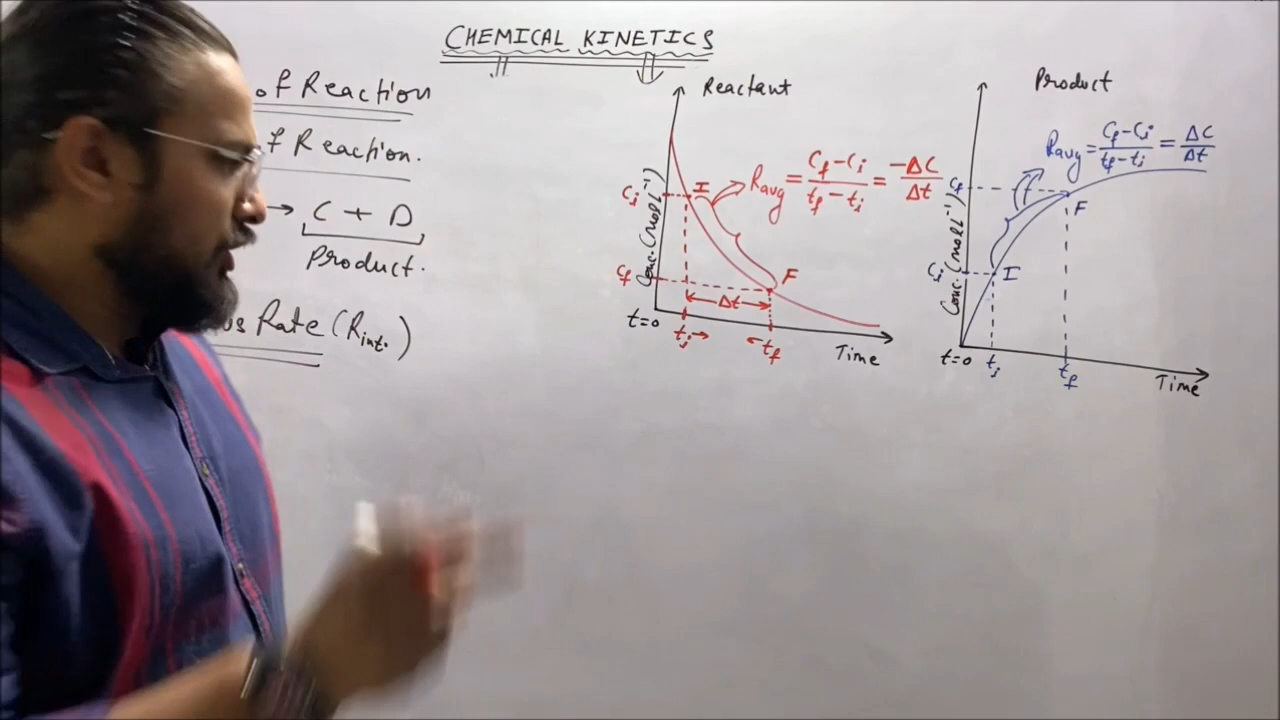 CHEMICAL KINETICS
of Reaction
f Reaction.
→ C + D
Product.
Rate (Rint.)
Reactant
Conc. (mol l⁻¹)
Ci
Cf
I
F
Ravg = Cf-Ci / tf-ti = -ΔC / Δt
Δt
t=0
ti →
← tf
Time
Product
Conc. (mol l⁻¹)
Cf
Ci
I
F
Ravg = Cf-Ci / tf-ti = ΔC / Δt
t=0
ti
tf
Time